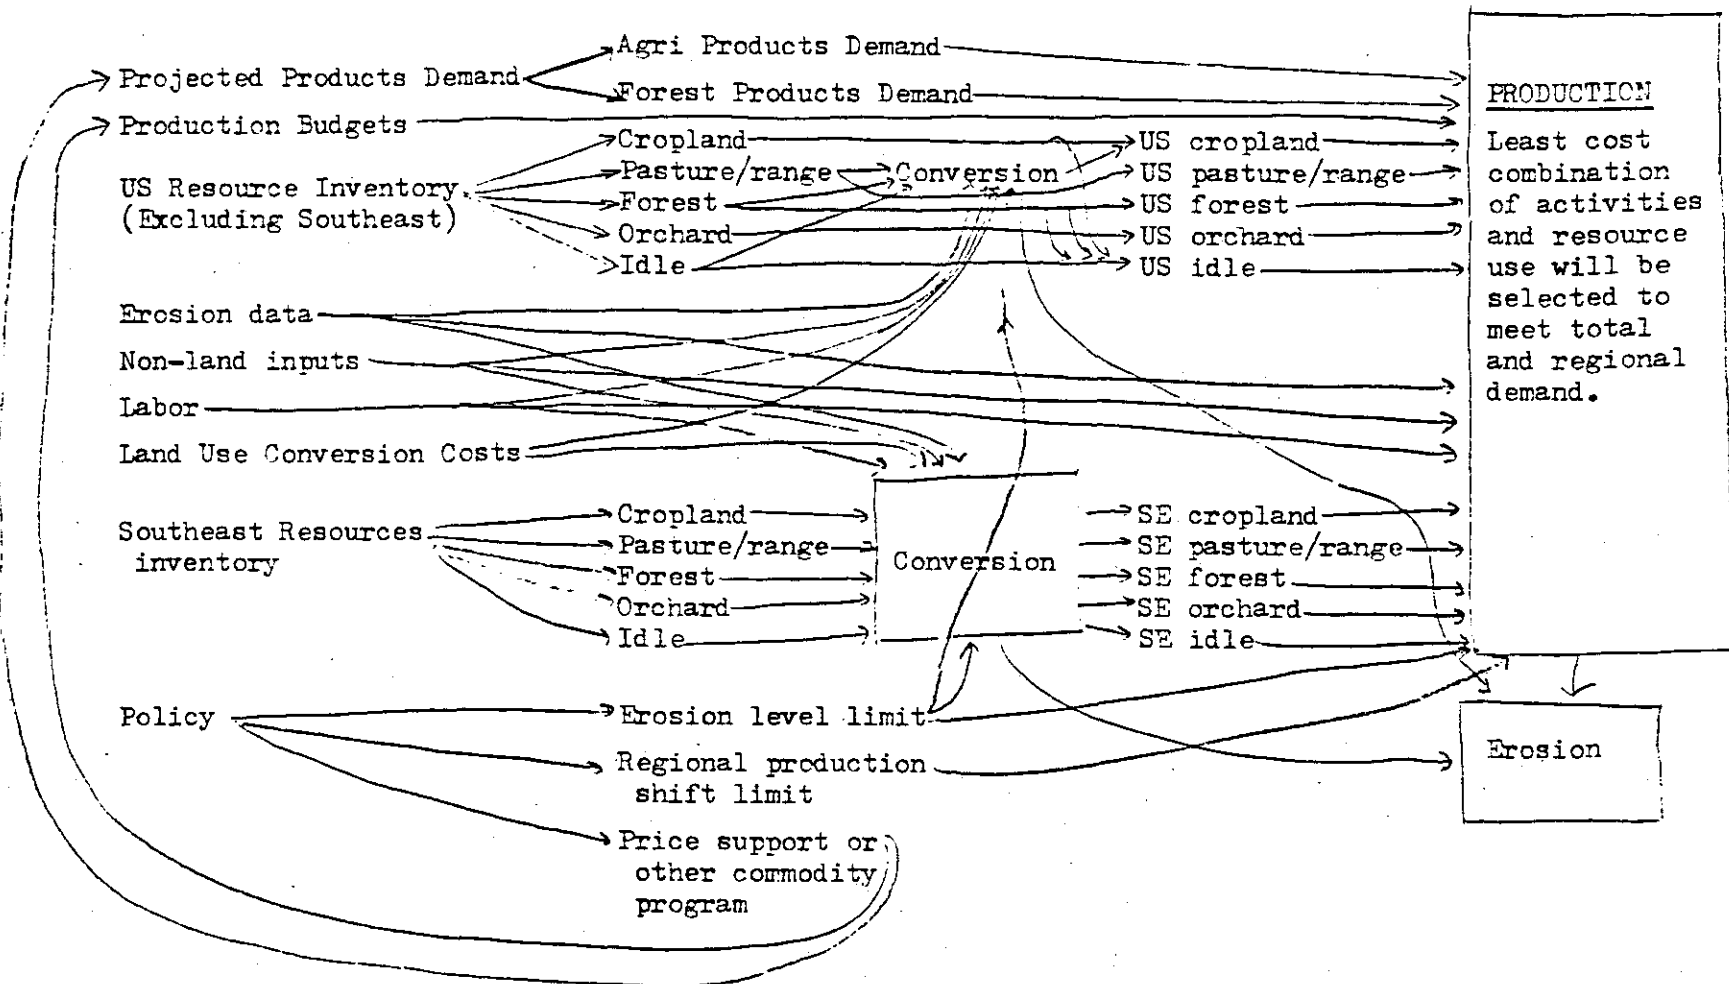 Agri Products Demand
Projected Products Demand
Forest Products Demand
Production Budgets
Cropland
US cropland
Pasture/range
Conversion
US pasture/range
US Resource Inventory
(Excluding Southeast)
Forest
US forest
Orchard
US orchard
Idle
US idle
Erosion data
Non-land inputs
Labor
Land Use Conversion Costs
Southeast Resources
inventory
Cropland
SE cropland
Pasture/range
SE pasture/range
Conversion
Forest
SE forest
Orchard
SE orchard
Idle
SE idle
Policy
Erosion level limit
Regional production
shift limit
Price support or
other commodity
program
PRODUCTION
Least cost
combination
of activities
and resource
use will be
selected to
meet total
and regional
demand.
Erosion